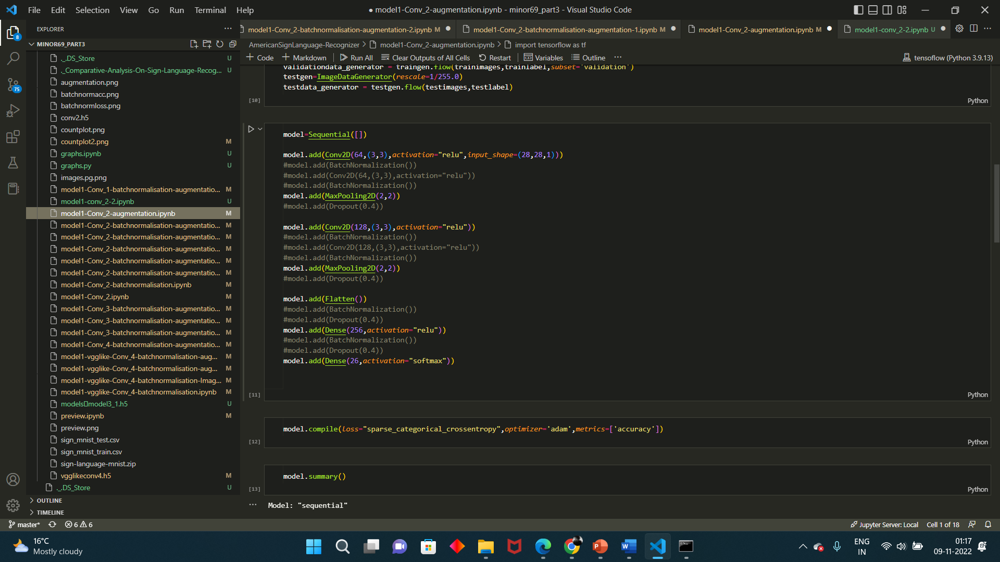 File Edit Selection View Go Run Terminal Help
● model1-Conv_2-augmentation.ipynb - minor69_part3 - Visual Studio Code
EXPLORER
MINOR69_PART3
._.DS_Store U
._Comparative-Analysis-On-Sign-Language-Recog... U
augmentation.png
batchnormacc.png
batchnormloss.png
conv2.h5
countplot.png
countplot2.png M
graphs.ipynb U
graphs.py U
images.pg.png
model1-Conv_1-batchnormalisation-augmentatio... M
model1-conv_2-2.ipynb U
model1-Conv_2-augmentation.ipynb M
model1-Conv_2-batchnormalisation-augmentatio... M
model1-Conv_2-batchnormalisation-augmentatio... M
model1-Conv_2-batchnormalisation-augmentatio... M
model1-Conv_2-batchnormalisation-augmentatio... M
model1-Conv_2-batchnormalisation-augmentatio... M
model1-Conv_2-batchnormalisation.ipynb M
model1-Conv_2.ipynb M
model1-Conv_3-batchnormalisation-augmentatio... M
model1-Conv_3-batchnormalisation-augmentatio... M
model1-Conv_3-batchnormalisation-augmentatio... M
model1-Conv_4-batchnormalisation-augmentatio... M
model1-vgglike-Conv_4-batchnormalisation-aug... M
model1-vgglike-Conv_4-batchnormalisation-aug... M
model1-vgglike-Conv_4-batchnormalisation-Imag... M
model1-vgglike-Conv_4-batchnormalisation.ipynb M
models▯model3_1.h5 U
preview.ipynb M
preview.png
sign_mnist_test.csv
sign_mnist_train.csv
sign-language-mnist.zip
vgglikeconv4.h5 M
._.DS_Store U
OUTLINE
TIMELINE
8
75
model1-Conv_2-batchnormalisation-augmentation-2.ipynb M ●
model1-Conv_2-batchnormalisation-augmentation-1.ipynb M ●
model1-Conv_2-augmentation.ipynb M ●
model1-conv_2-2.ipynb U ●
AmericanSignLanguage-Recognizer > model1-Conv_2-augmentation.ipynb > import tensorflow as tf
+ Code + Markdown | Run All Clear Outputs of All Cells Restart | Variables Outline ···
tensoflow (Python 3.9.13)
validationdata_generator = traingen.flow(trainimages,trainlabel,subset='validation')
testgen=ImageDataGenerator(rescale=1/255.0)
testdata_generator = testgen.flow(testimages,testlabel)
[10] Python
model=Sequential([])
model.add(Conv2D(64,(3,3),activation="relu",input_shape=(28,28,1)))
#model.add(BatchNormalization())
#model.add(Conv2D(64,(3,3),activation="relu"))
#model.add(BatchNormalization())
model.add(MaxPooling2D(2,2))
#model.add(Dropout(0.4))
model.add(Conv2D(128,(3,3),activation="relu"))
#model.add(BatchNormalization())
#model.add(Conv2D(128,(3,3),activation="relu"))
#model.add(BatchNormalization())
model.add(MaxPooling2D(2,2))
#model.add(Dropout(0.4))
model.add(Flatten())
#model.add(BatchNormalization())
#model.add(Dropout(0.4))
model.add(Dense(256,activation="relu"))
#model.add(BatchNormalization())
#model.add(Dropout(0.4))
model.add(Dense(26,activation="softmax"))
[11] Python
model.compile(loss="sparse_categorical_crossentropy",optimizer='adam',metrics=['accuracy'])
[12] Python
model.summary()
[13] Python
··· Model: "sequential"
master* 6 6
Jupyter Server: Local Cell 1 of 18
16°C
Mostly cloudy
ENG
IN
01:17
09-11-2022